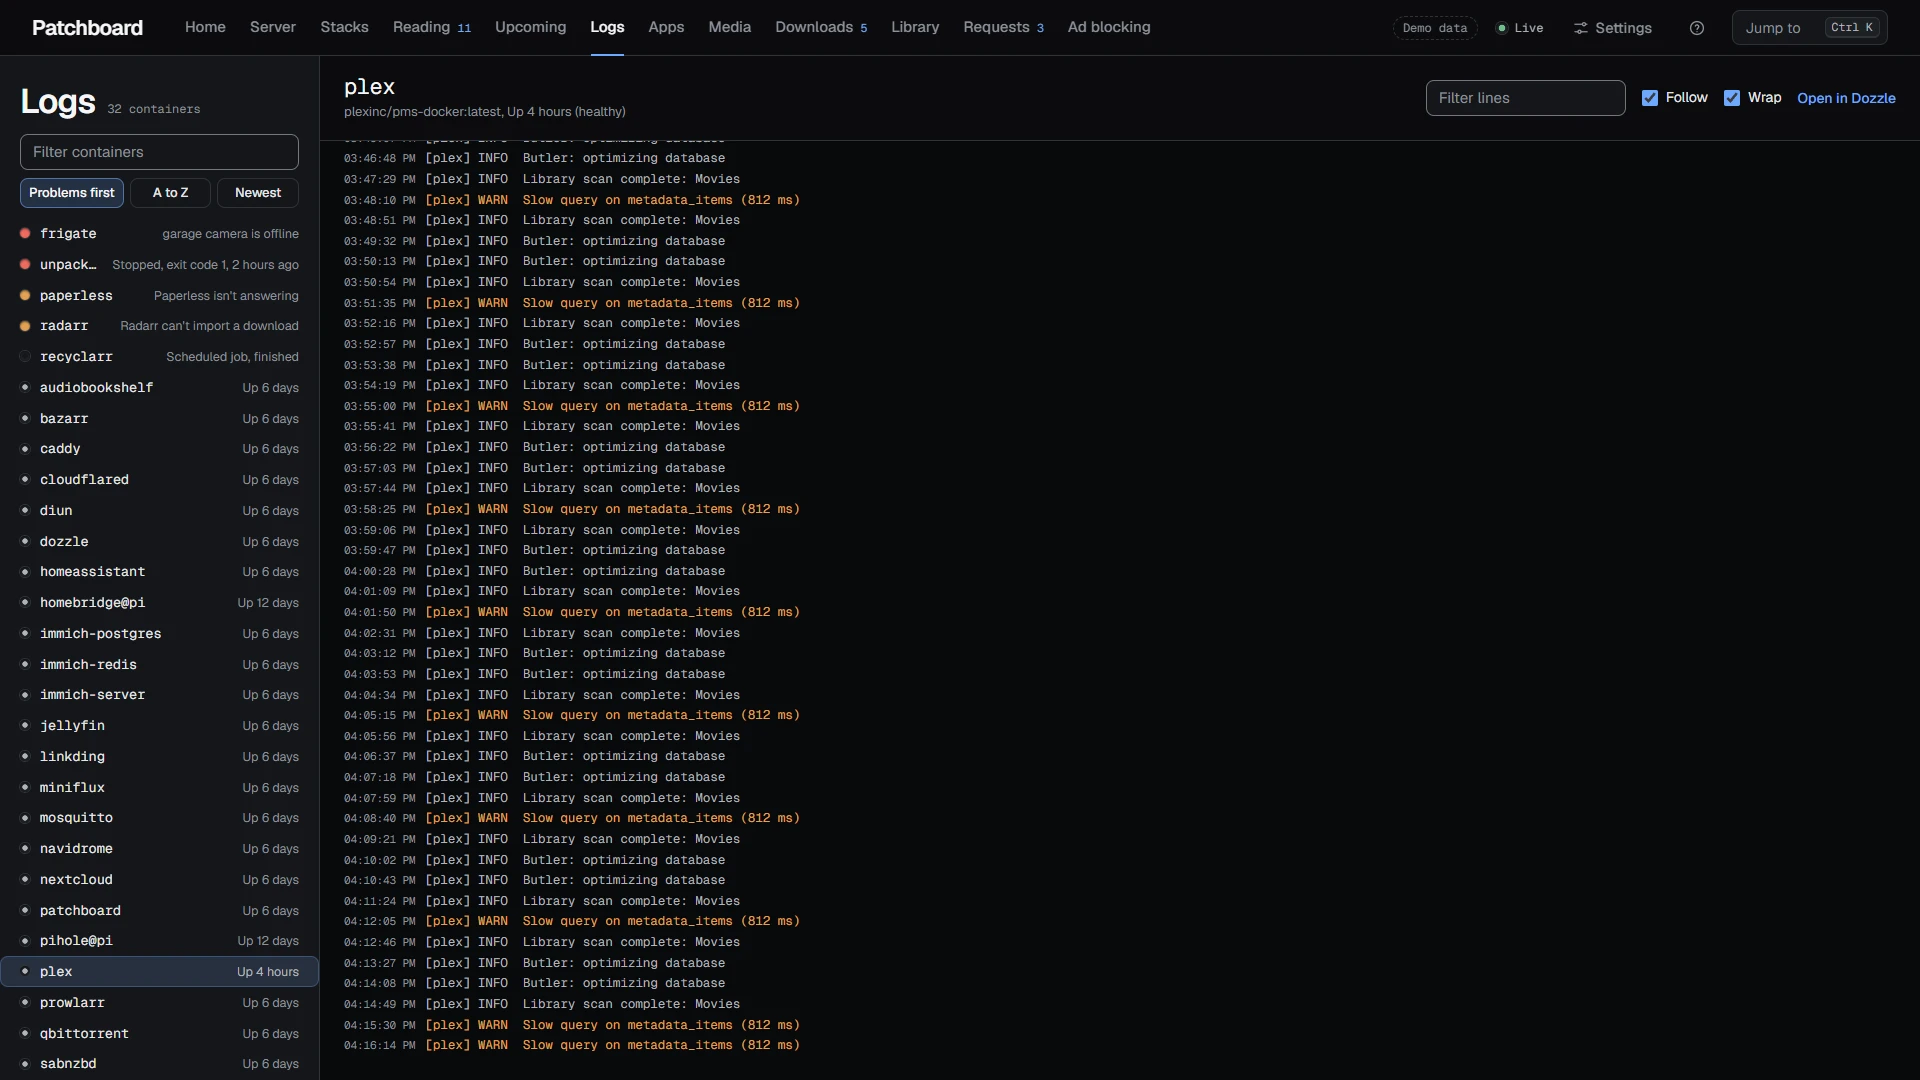 Patchboard
Home Server Stacks Reading 11 Upcoming Logs Apps Media Downloads 5 Library Requests 3 Ad blocking
Demo data Live Settings Jump to Ctrl K
Logs 32 containers
Filter containers
Problems first A to Z Newest
frigate garage camera is offline
unpack… Stopped, exit code 1, 2 hours ago
paperless Paperless isn't answering
radarr Radarr can't import a download
recyclarr Scheduled job, finished
audiobookshelf Up 6 days
bazarr Up 6 days
caddy Up 6 days
cloudflared Up 6 days
diun Up 6 days
dozzle Up 6 days
homeassistant Up 6 days
homebridge@pi Up 12 days
immich-postgres Up 6 days
immich-redis Up 6 days
immich-server Up 6 days
jellyfin Up 6 days
linkding Up 6 days
miniflux Up 6 days
mosquitto Up 6 days
navidrome Up 6 days
nextcloud Up 6 days
patchboard Up 6 days
pihole@pi Up 12 days
plex Up 4 hours
prowlarr Up 6 days
qbittorrent Up 6 days
sabnzbd Up 6 days
plex
plexinc/pms-docker:latest, Up 4 hours (healthy)
Filter lines Follow Wrap Open in Dozzle
03:46:48 PM [plex] INFO Butler: optimizing database
03:47:29 PM [plex] INFO Library scan complete: Movies
03:48:10 PM [plex] WARN Slow query on metadata_items (812 ms)
03:48:51 PM [plex] INFO Library scan complete: Movies
03:49:32 PM [plex] INFO Butler: optimizing database
03:50:13 PM [plex] INFO Butler: optimizing database
03:50:54 PM [plex] INFO Library scan complete: Movies
03:51:35 PM [plex] WARN Slow query on metadata_items (812 ms)
03:52:16 PM [plex] INFO Library scan complete: Movies
03:52:57 PM [plex] INFO Butler: optimizing database
03:53:38 PM [plex] INFO Butler: optimizing database
03:54:19 PM [plex] INFO Library scan complete: Movies
03:55:00 PM [plex] WARN Slow query on metadata_items (812 ms)
03:55:41 PM [plex] INFO Library scan complete: Movies
03:56:22 PM [plex] INFO Butler: optimizing database
03:57:03 PM [plex] INFO Butler: optimizing database
03:57:44 PM [plex] INFO Library scan complete: Movies
03:58:25 PM [plex] WARN Slow query on metadata_items (812 ms)
03:59:06 PM [plex] INFO Library scan complete: Movies
03:59:47 PM [plex] INFO Butler: optimizing database
04:00:28 PM [plex] INFO Butler: optimizing database
04:01:09 PM [plex] INFO Library scan complete: Movies
04:01:50 PM [plex] WARN Slow query on metadata_items (812 ms)
04:02:31 PM [plex] INFO Library scan complete: Movies
04:03:12 PM [plex] INFO Butler: optimizing database
04:03:53 PM [plex] INFO Butler: optimizing database
04:04:34 PM [plex] INFO Library scan complete: Movies
04:05:15 PM [plex] WARN Slow query on metadata_items (812 ms)
04:05:56 PM [plex] INFO Library scan complete: Movies
04:06:37 PM [plex] INFO Butler: optimizing database
04:07:18 PM [plex] INFO Butler: optimizing database
04:07:59 PM [plex] INFO Library scan complete: Movies
04:08:40 PM [plex] WARN Slow query on metadata_items (812 ms)
04:09:21 PM [plex] INFO Library scan complete: Movies
04:10:02 PM [plex] INFO Butler: optimizing database
04:10:43 PM [plex] INFO Butler: optimizing database
04:11:24 PM [plex] INFO Library scan complete: Movies
04:12:05 PM [plex] WARN Slow query on metadata_items (812 ms)
04:12:46 PM [plex] INFO Library scan complete: Movies
04:13:27 PM [plex] INFO Butler: optimizing database
04:14:08 PM [plex] INFO Butler: optimizing database
04:14:49 PM [plex] INFO Library scan complete: Movies
04:15:30 PM [plex] WARN Slow query on metadata_items (812 ms)
04:16:14 PM [plex] WARN Slow query on metadata_items (812 ms)